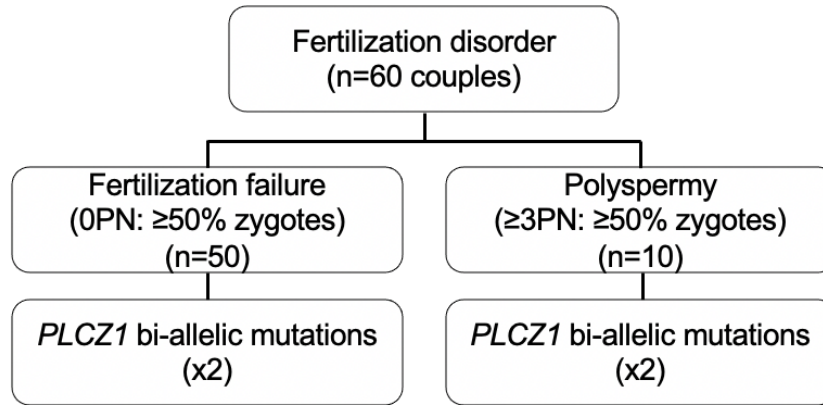 Fertilization disorder
(n=60 couples)
Fertilization failure
(0PN: ≥50% zygotes)
(n=50)
Polyspermy
(≥3PN: ≥50% zygotes)
(n=10)
PLCZ1 bi-allelic mutations
(x2)
PLCZ1 bi-allelic mutations
(x2)